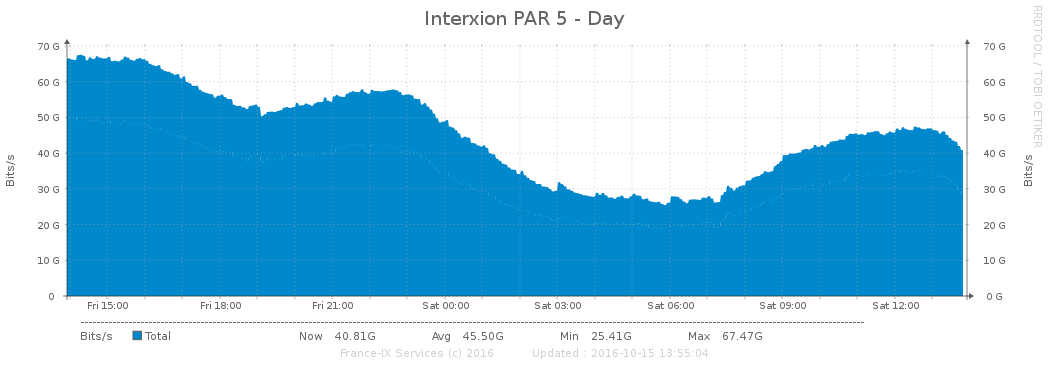 Interxion PAR 5 - Day
RRDTOOL / TOBI OETIKER
70 G 70 G
60 G 60 G
50 G 50 G
40 G 40 G
30 G 30 G
20 G 20 G
10 G 10 G
0 0 G
Bits/s
Bits/s
Fri 15:00 Fri 18:00 Fri 21:00 Sat 00:00 Sat 03:00 Sat 06:00 Sat 09:00 Sat 12:00
Bits/s Total Now 40.81G Avg 45.50G Min 25.41G Max 67.47G
France-IX Services (c) 2016 Updated : 2016-10-15 13:55:04